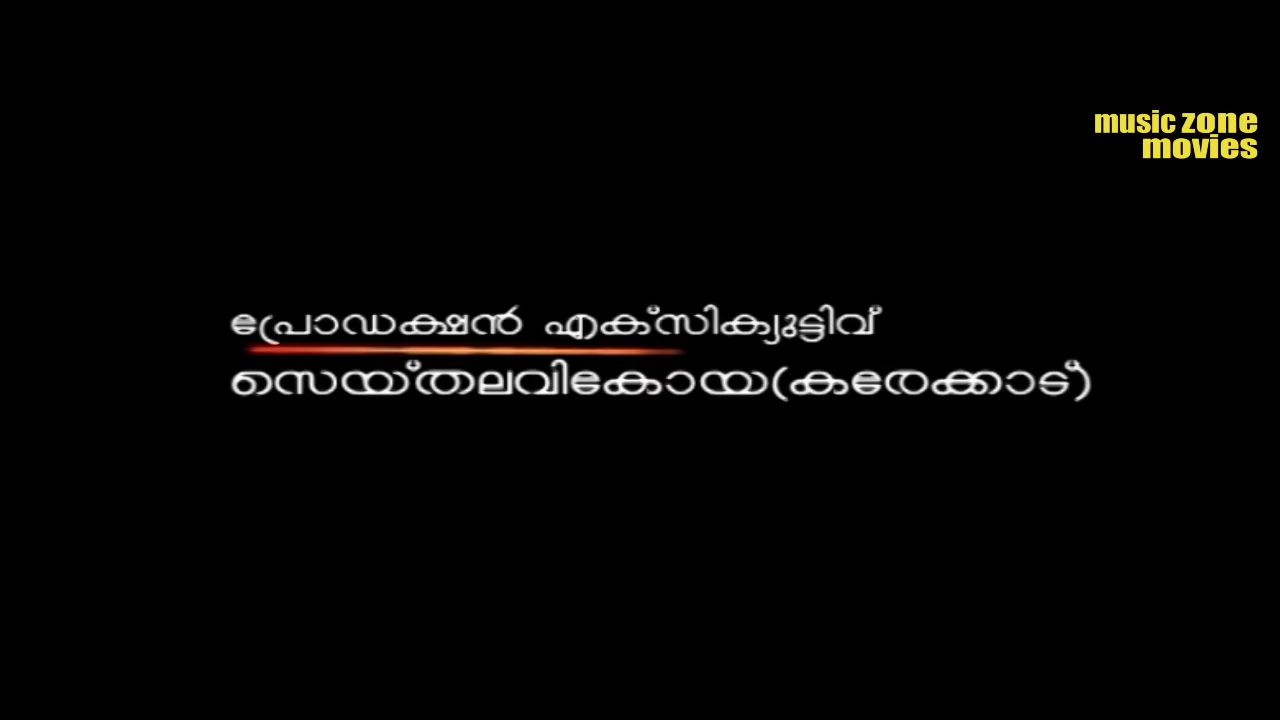 music zone
movies
പ്രോഡക്ഷൻ എക്സിക്യുട്ടിവ്
സെയ്തലവികോയ(കരേക്കാട്)